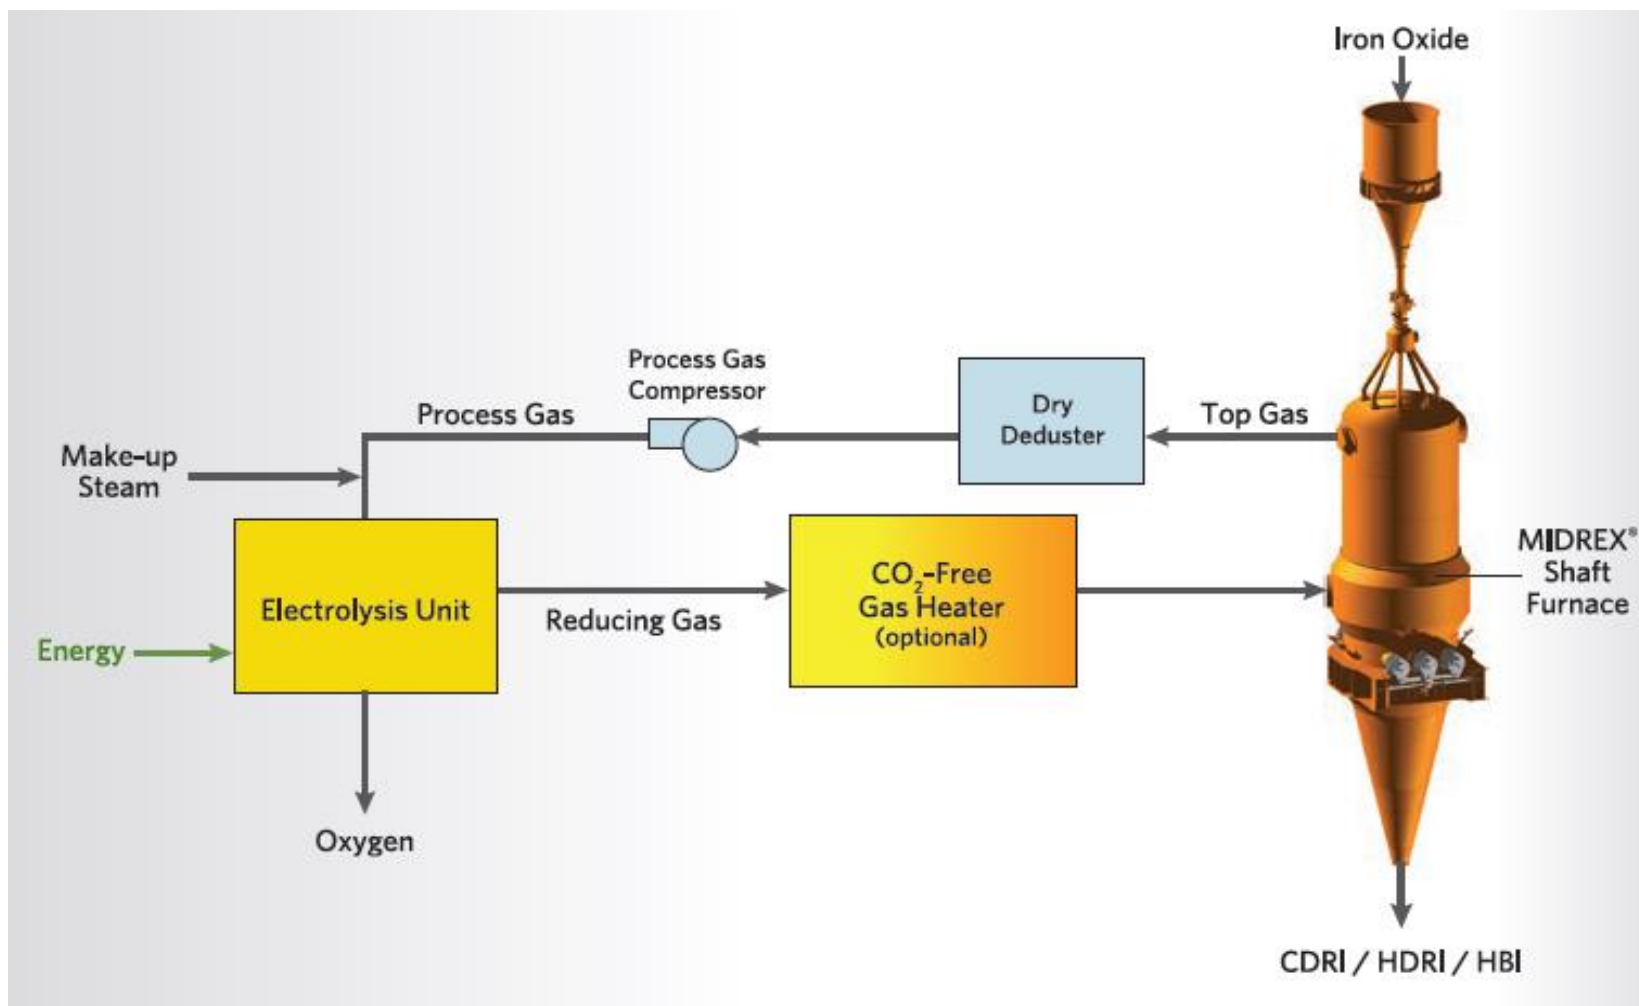 Iron Oxide
Process Gas
Compressor
Dry
Deduster
Top Gas
Process Gas
Make-up
Steam
MIDREX®
Shaft
Furnace
CO₂-Free
Gas Heater
(optional)
Electrolysis Unit
Reducing Gas
Energy
Oxygen
CDRI / HDRI / HBI